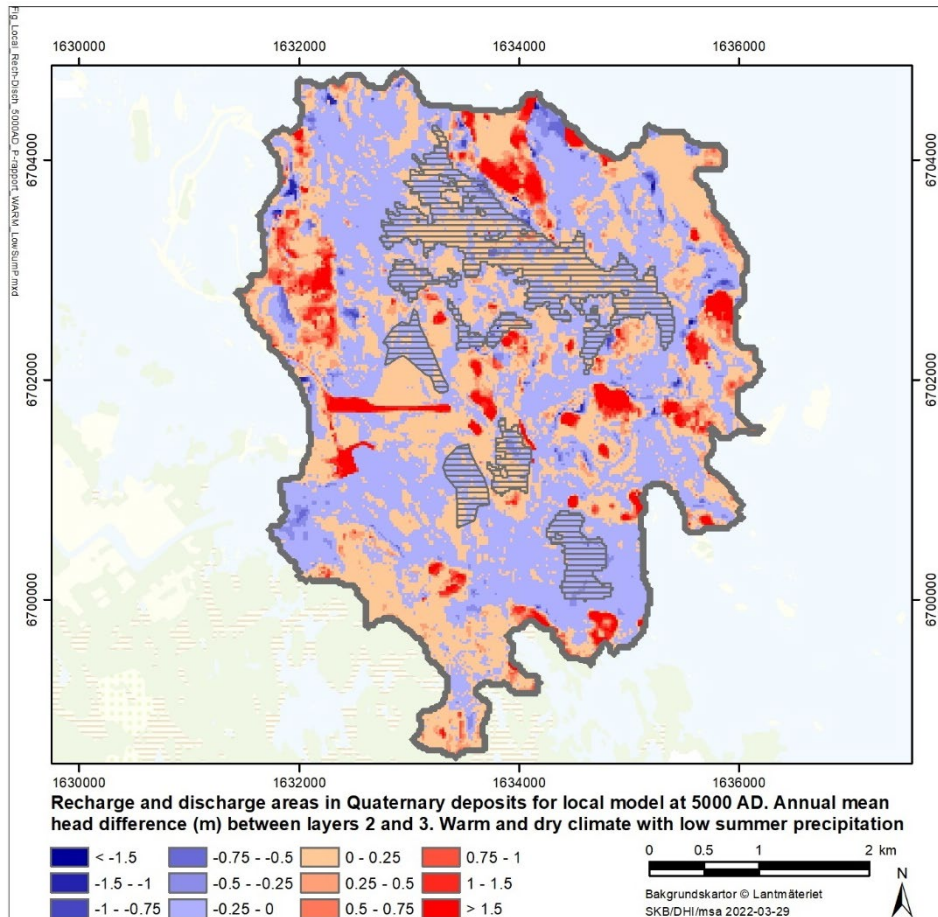 Fig_Local_Rech-Disch_5000AD_P-rapport_WARM_LowSumP.mxd
1630000 1632000 1634000 1636000
6704000 6704000
6702000 6702000
6700000 6700000
1630000 1632000 1634000 1636000
Recharge and discharge areas in Quaternary deposits for local model at 5000 AD. Annual mean
head difference (m) between layers 2 and 3. Warm and dry climate with low summer precipitation
< -1.5 -0.75 - -0.5 0 - 0.25 0.75 - 1
-1.5 - -1 -0.5 - -0.25 0.25 - 0.5 1 - 1.5
-1 - -0.75 -0.25 - 0 0.5 - 0.75 > 1.5
0 0.5 1 2 km
Bakgrundskartor © Lantmäteriet
SKB/DHI/msa 2022-03-29
N